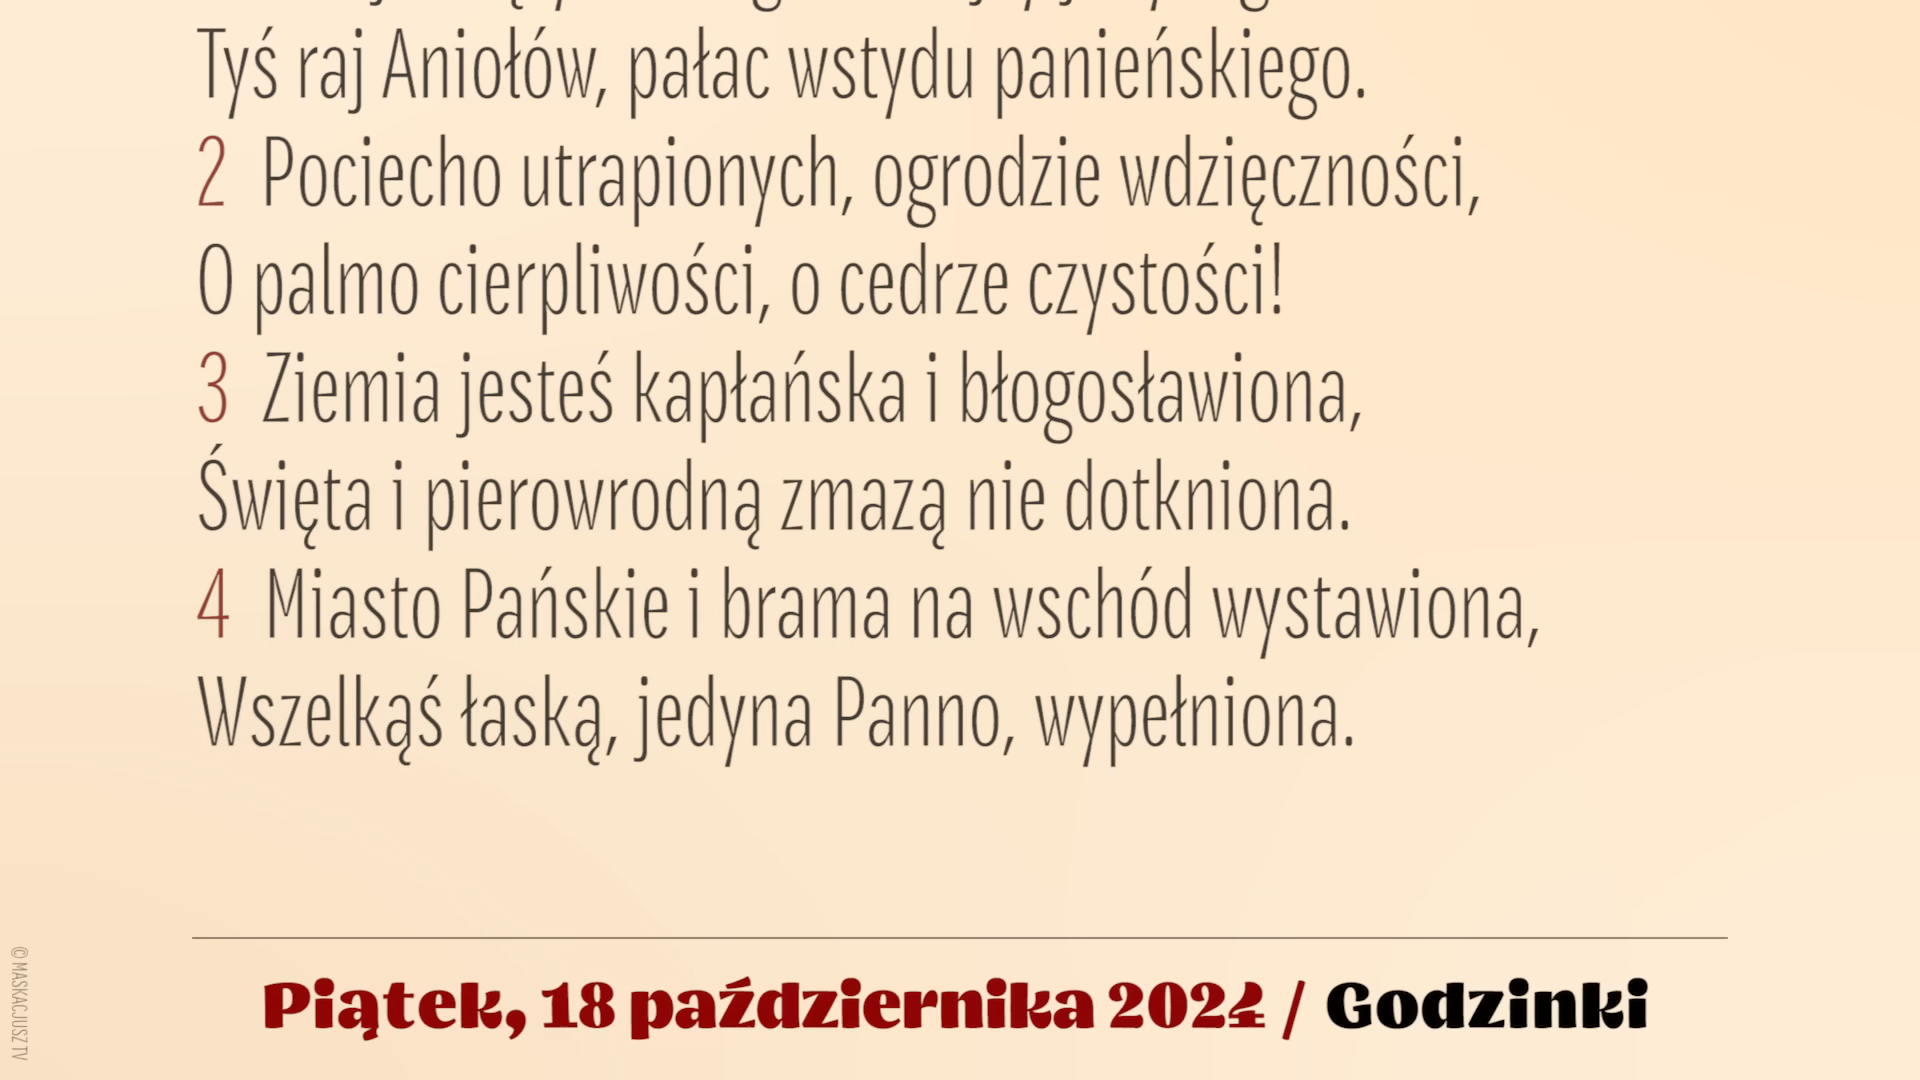 Tyś raj Aniołów, pałac wstydu panieńskiego.
2 Pociecho utrapionych, ogrodzie wdzięczności,
O palmo cierpliwości, o cedrze czystości!
3 Ziemia jesteś kapłańska i błogosławiona,
Święta i pierowrodną zmazą nie dotkniona.
4 Miasto Pańskie i brama na wschód wystawiona,
Wszelkąś łaską, jedyna Panno, wypełniona.
Piątek, 18 października 2024 / Godzinki
© MASKACJUSZ TV